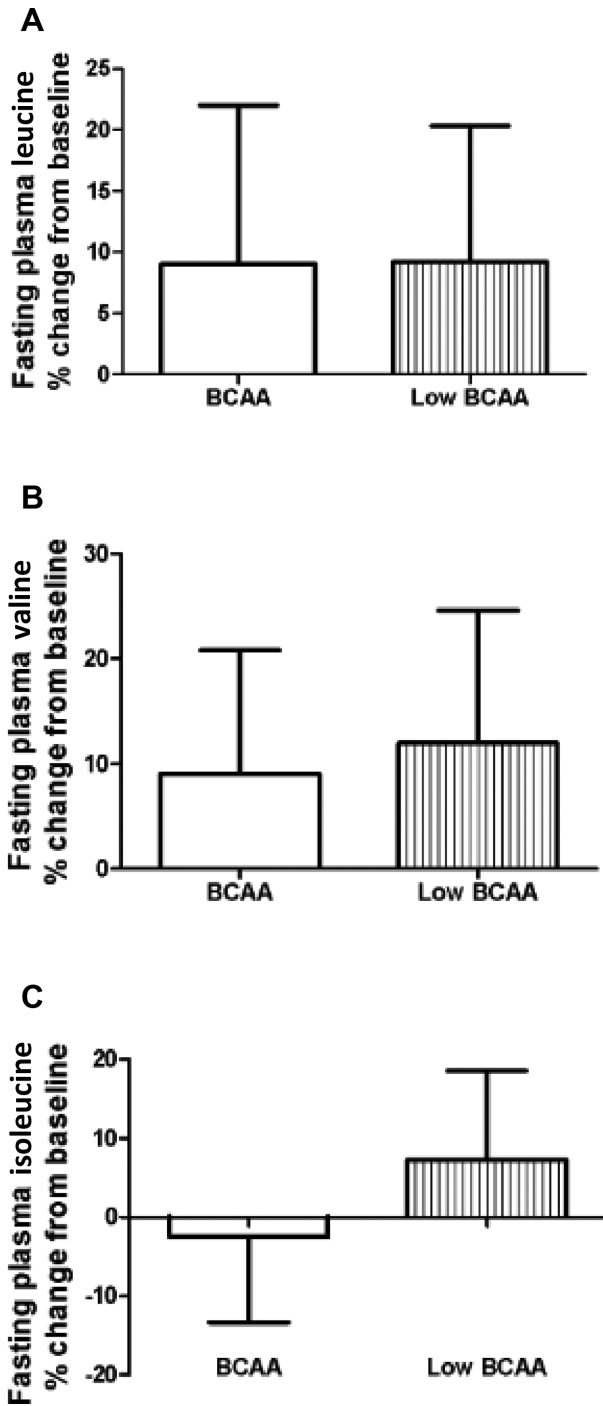 A
Fasting plasma leucine
% change from baseline
25
20
15
10
5
0
BCAA
Low BCAA
B
Fasting plasma valine
% change from baseline
30
20
10
0
BCAA
Low BCAA
C
Fasting plasma isoleucine
% change from baseline
20
10
0
-10
-20
BCAA
Low BCAA